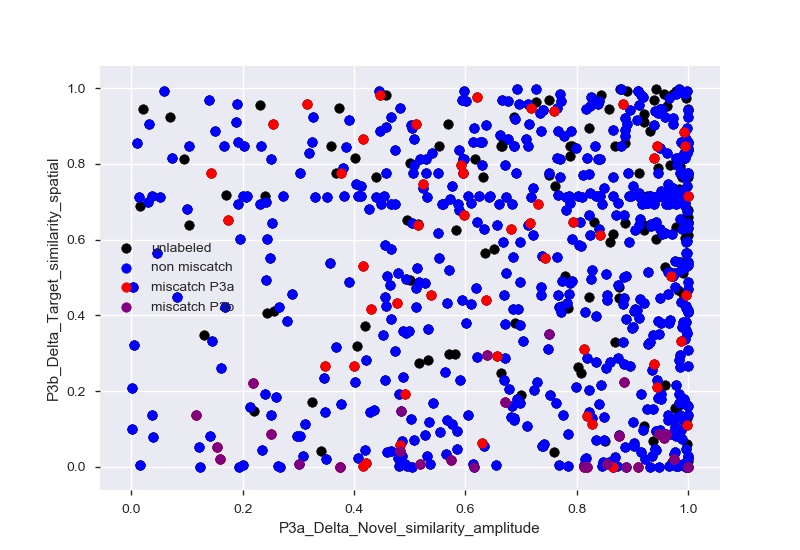 1.0
0.8
0.6
0.4
0.2
0.0
P3b_Delta_Target_similarity_spatial
unlabeled
non miscatch
miscatch P3a
miscatch P3b
0.0 0.2 0.4 0.6 0.8 1.0
P3a_Delta_Novel_similarity_amplitude